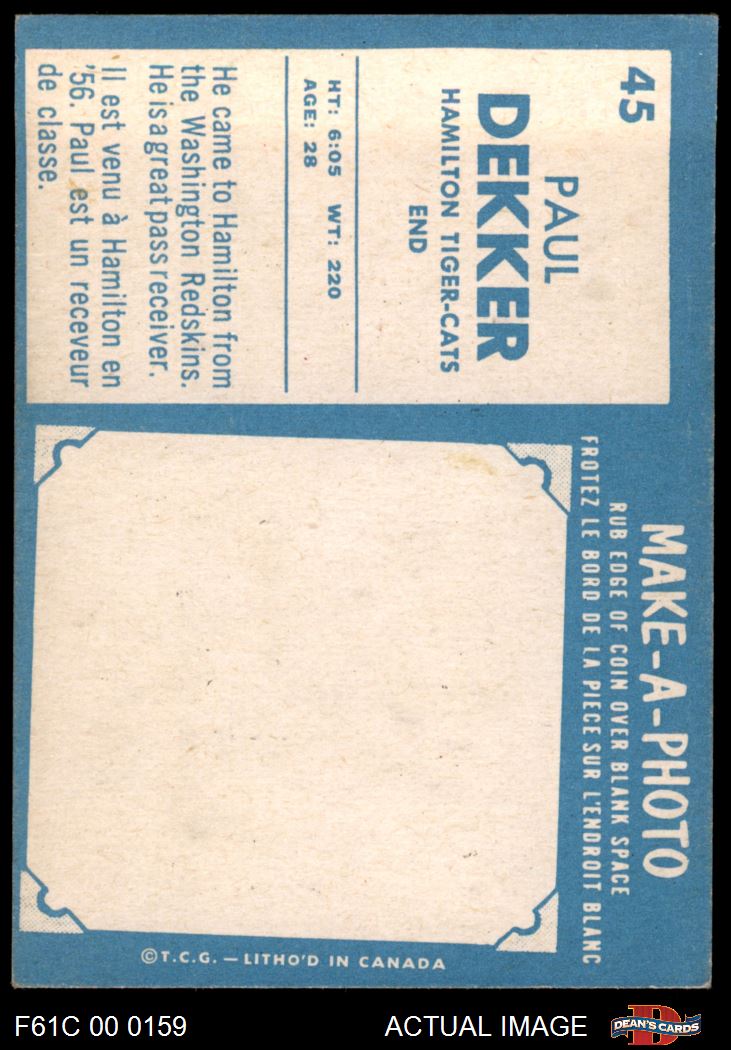 45
PAUL
DEKKER
HAMILTON TIGER-CATS
END
HT: 6:05 WT: 220
AGE: 28
He came to Hamilton from
the Washington Redskins.
He is a great pass receiver.
Il est venu à Hamilton en
'56. Paul est un receveur
de classe.
MAKE-A-PHOTO
RUB EDGE OF COIN OVER BLANK SPACE
FROTEZ LE BORD DE LA PIECE SUR L'ENDROIT BLANC
©T.C.G. — LITHO'D IN CANADA
F61C 00 0159
ACTUAL IMAGE
D
DEAN'S CARDS